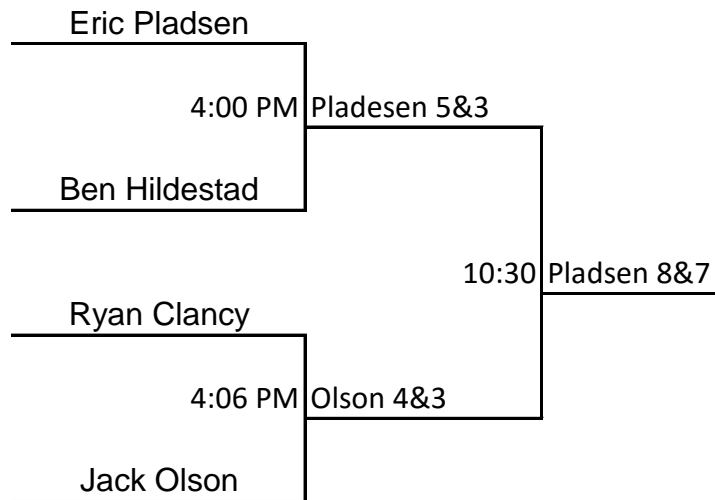 Eric Pladsen
4:00 PM Pladesen 5&3
Ben Hildestad
10:30 Pladsen 8&7
Ryan Clancy
4:06 PM Olson 4&3
Jack Olson